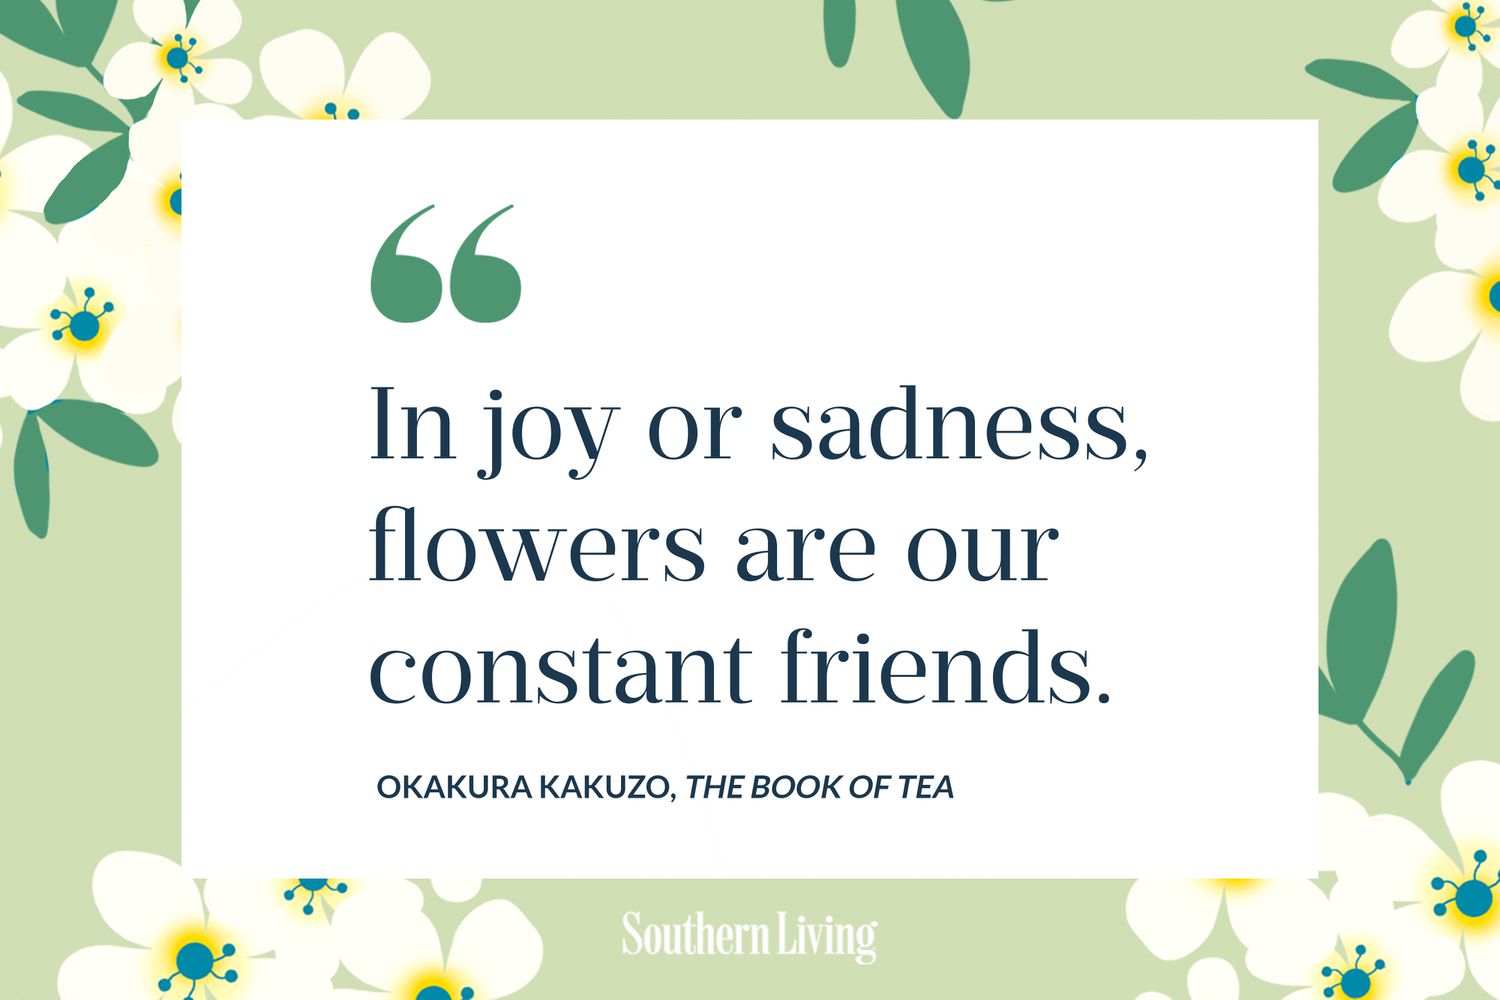 “
In joy or sadness,
flowers are our
constant friends.
OKAKURA KAKUZO, THE BOOK OF TEA
Southern Living